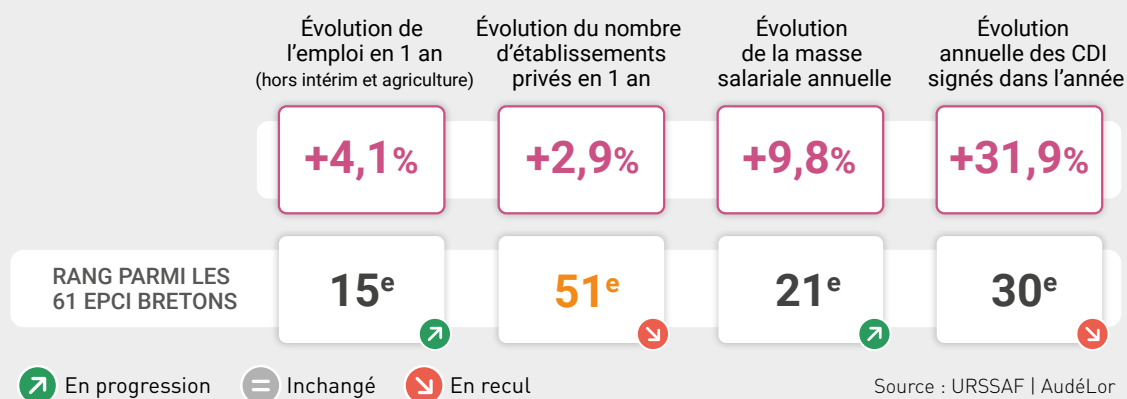 Évolution de
l’emploi en 1 an
(hors intérim et agriculture)
Évolution du nombre
d’établissements
privés en 1 an
Évolution
de la masse
salariale annuelle
Évolution
annuelle des CDI
signés dans l’année
+4,1%
+2,9%
+9,8%
+31,9%
RANG PARMI LES
61 EPCI BRETONS
15e
51e
21e
30e
En progression
Inchangé
En recul
Source : URSSAF | AudéLor